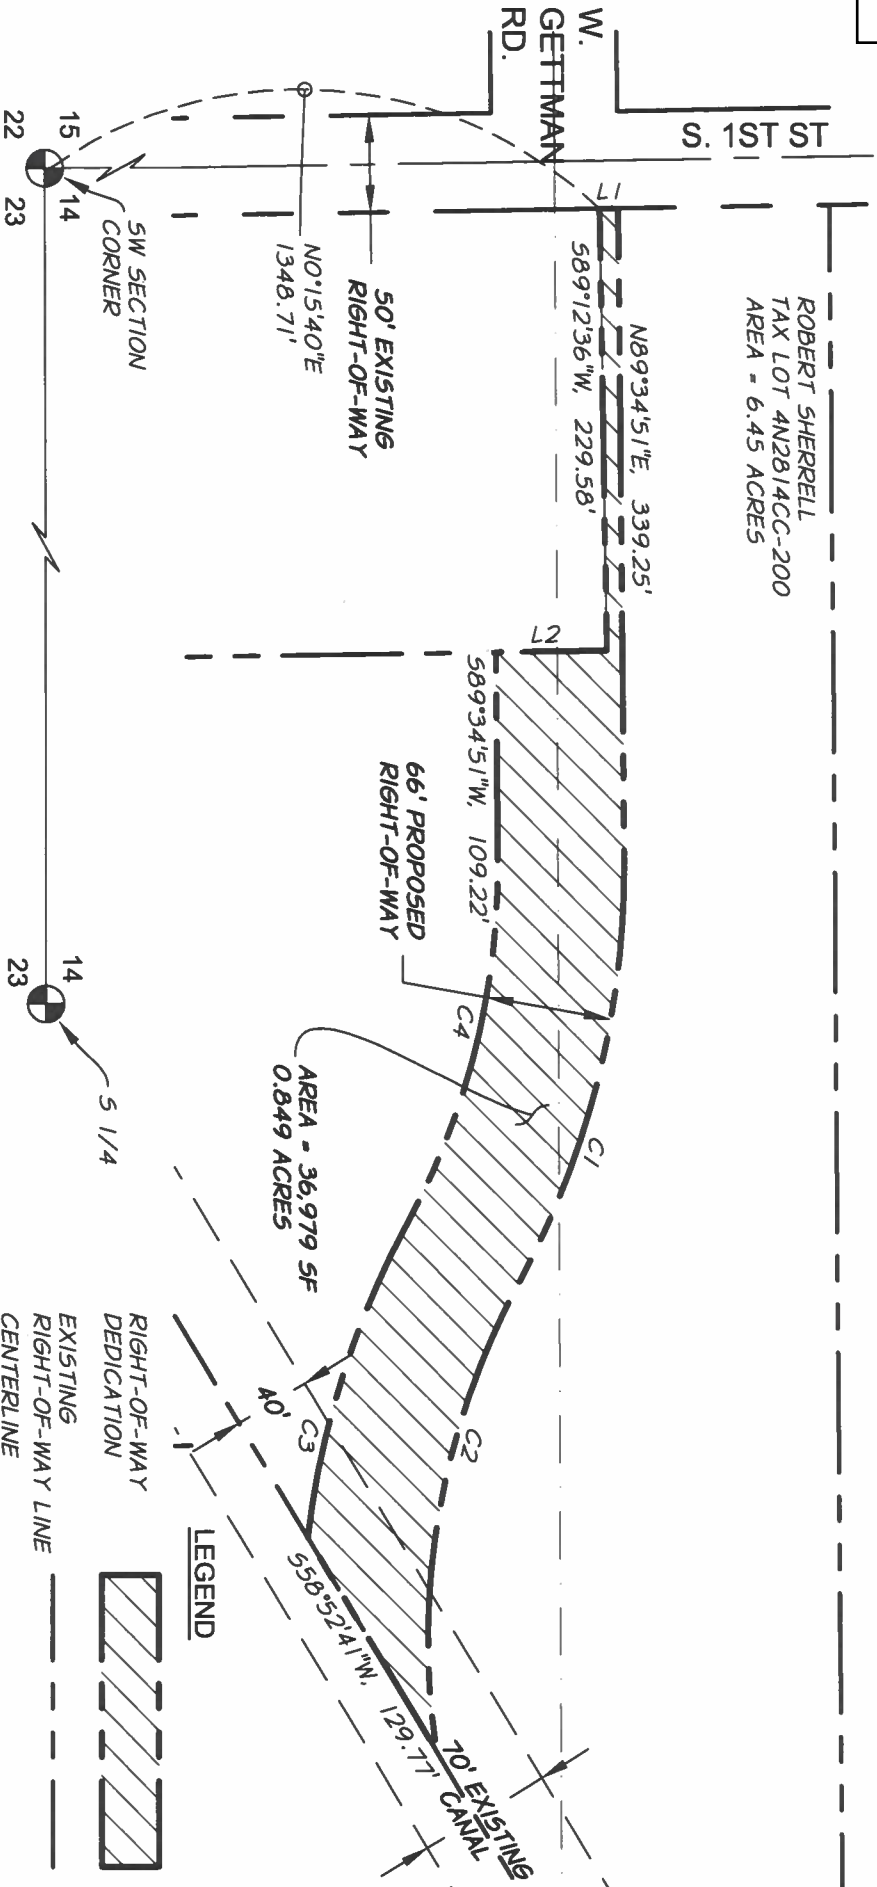 W.
GETTMAN
RD.
S. 1ST ST
ROBERT SHERRELL
TAX LOT 4N2814CC-200
AREA = 6.45 ACRES
L1
N89°34'51"E, 339.25'
S89°12'36"W, 229.58'
50' EXISTING
RIGHT-OF-WAY
N0°15'40"E
1348.71'
15
14
22
23
SW SECTION
CORNER
L2
S89°34'51"W, 109.22'
66' PROPOSED
RIGHT-OF-WAY
C4
C1
AREA = 36,979 SF
0.849 ACRES
14
23
S 1/4
C2
C3
40'
S58°52'41"W, 129.77'
70' EXISTING
CANAL
LEGEND
RIGHT-OF-WAY
DEDICATION
EXISTING
RIGHT-OF-WAY LINE
CENTERLINE